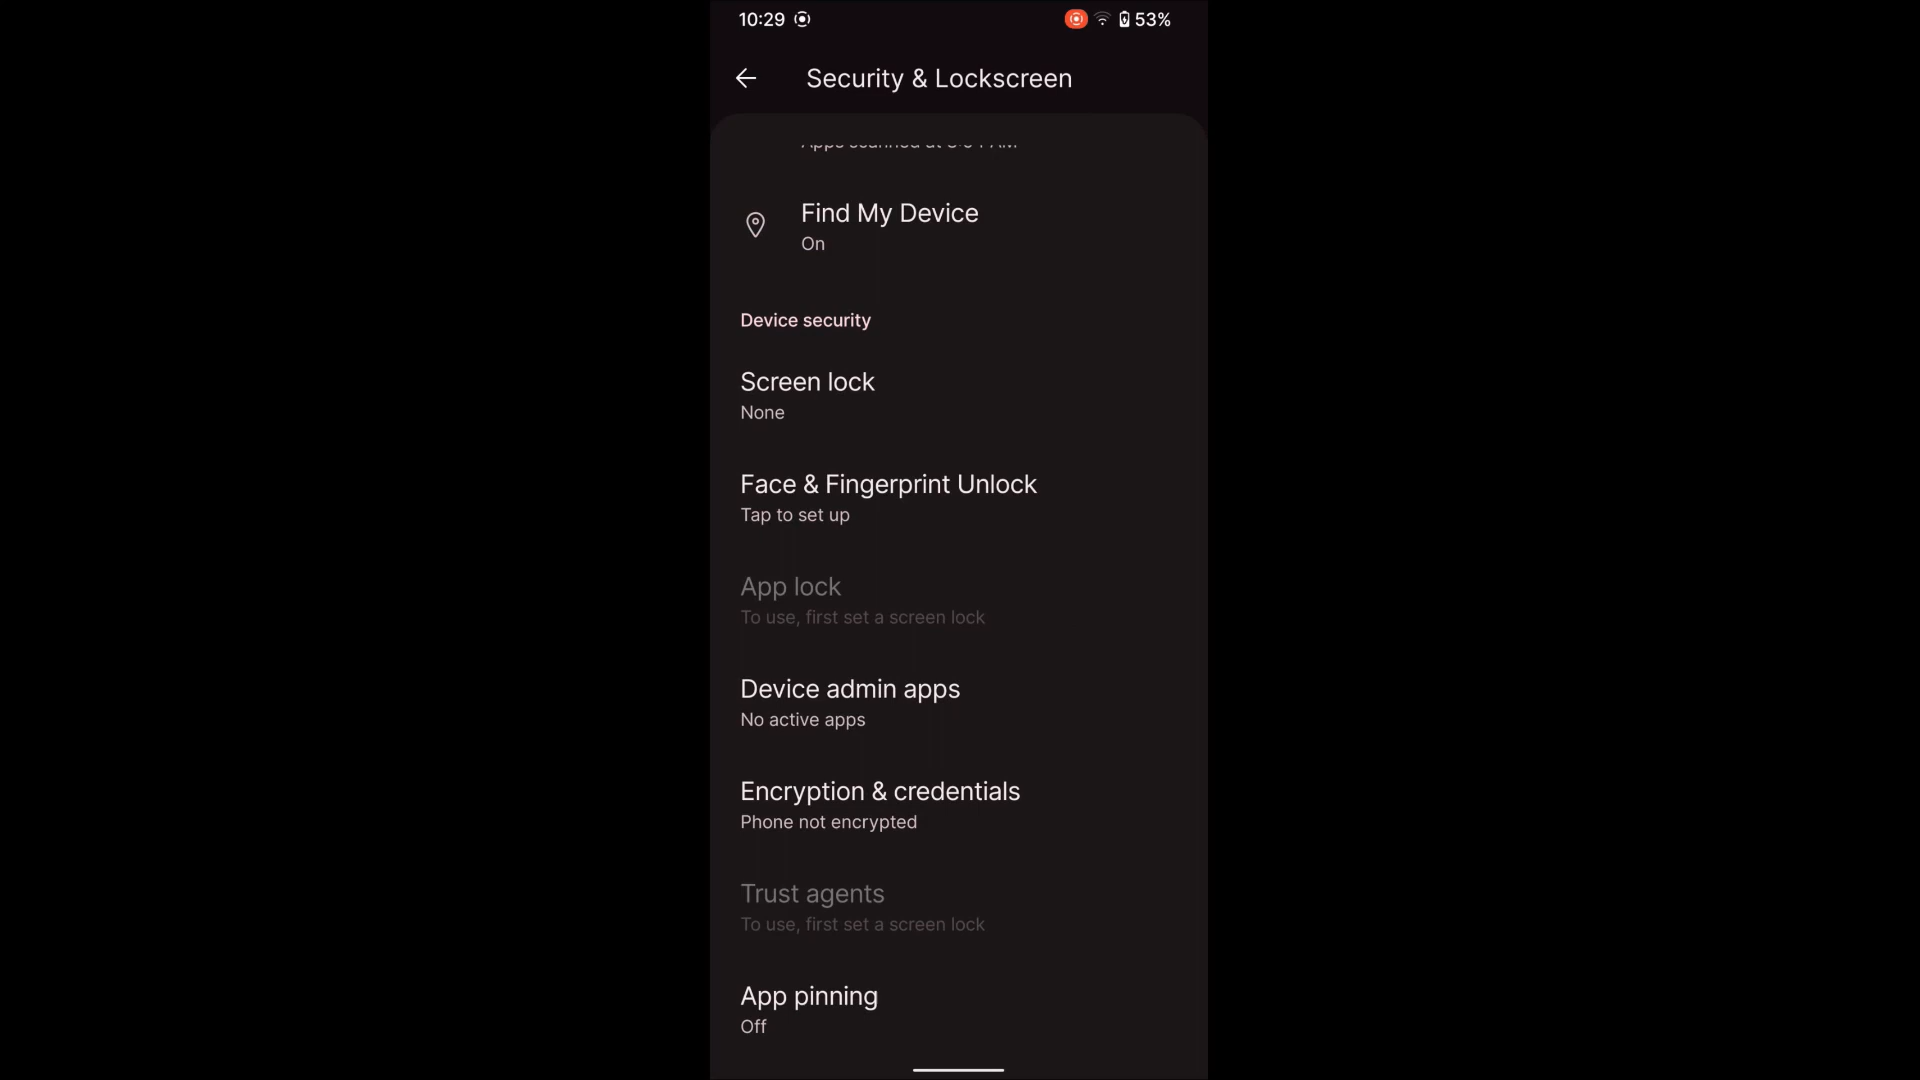 10:29 53%
Security & Lockscreen
Find My Device
On
Device security
Screen lock
None
Face & Fingerprint Unlock
Tap to set up
App lock
To use, first set a screen lock
Device admin apps
No active apps
Encryption & credentials
Phone not encrypted
Trust agents
To use, first set a screen lock
App pinning
Off